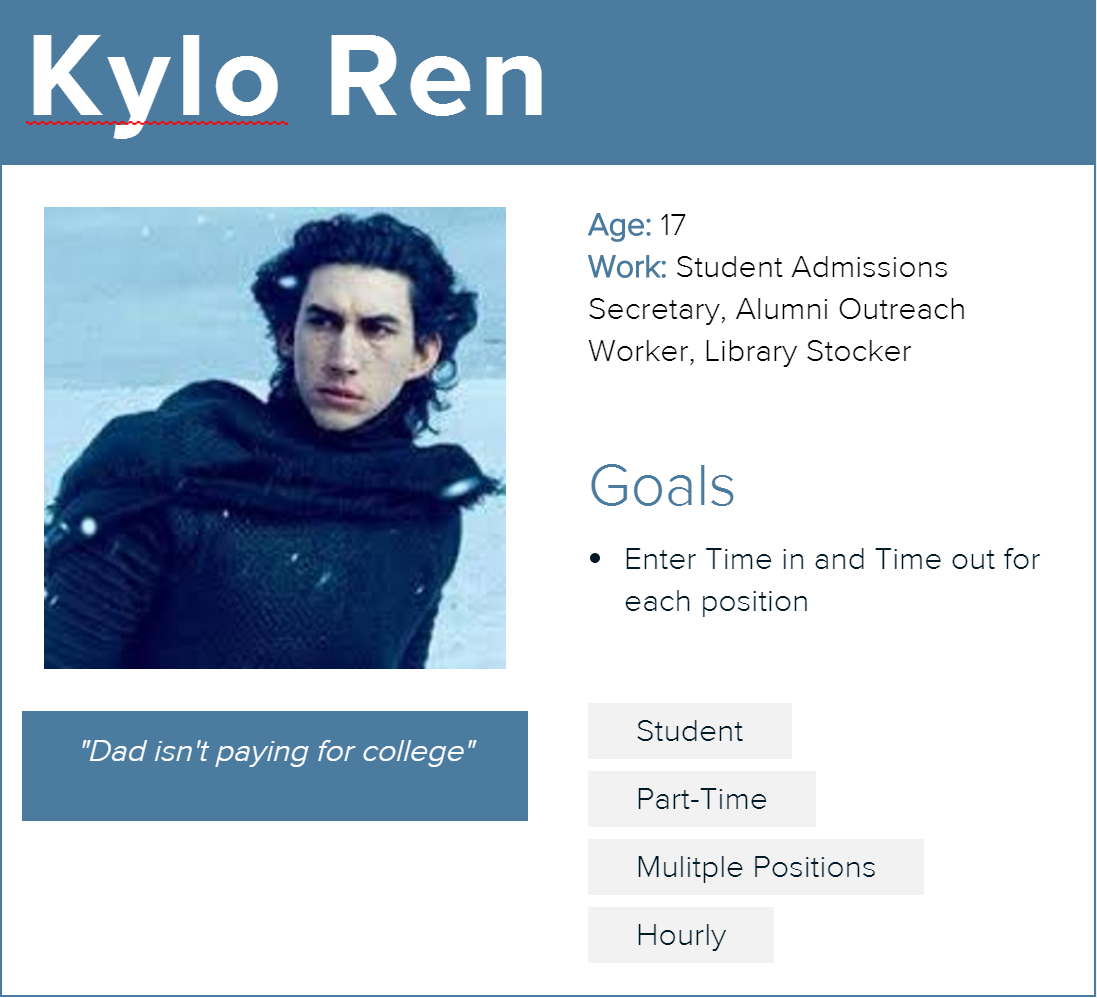 Kylo Ren
Age: 17
Work: Student Admissions
Secretary, Alumni Outreach
Worker, Library Stocker
Goals
• Enter Time in and Time out for
each position
"Dad isn't paying for college"
Student
Part-Time
Mulitple Positions
Hourly